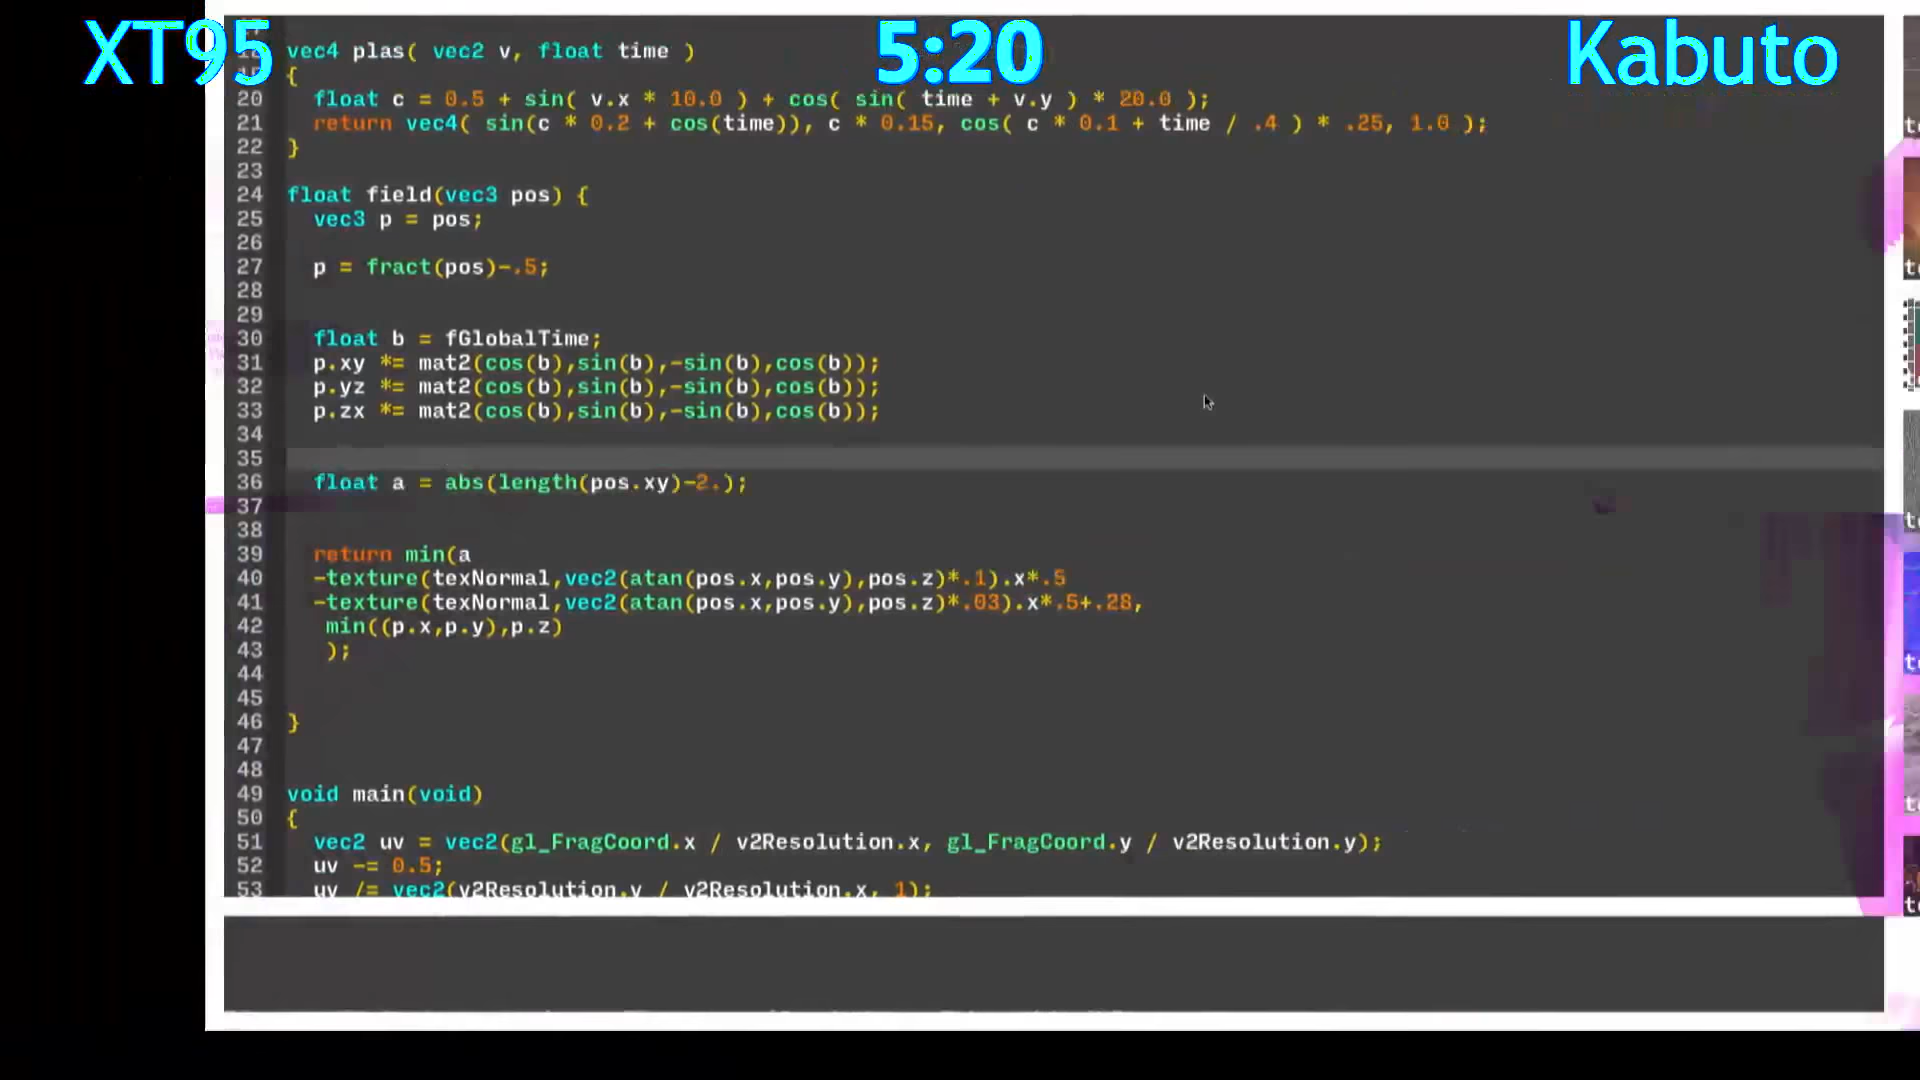 XT95
5:20
Kabuto
vec4 plas( vec2 v, float time )
{
20 float c = 0.5 + sin( v.x * 10.0 ) + cos( sin( time + v.y ) * 20.0 );
21 return vec4( sin(c * 0.2 + cos(time)), c * 0.15, cos( c * 0.1 + time / .4 ) * .25, 1.0 );
22 }
23
24 float field(vec3 pos) {
25 vec3 p = pos;
26
27 p = fract(pos)-.5;
28
29
30 float b = fGlobalTime;
31 p.xy *= mat2(cos(b),sin(b),-sin(b),cos(b));
32 p.yz *= mat2(cos(b),sin(b),-sin(b),cos(b));
33 p.zx *= mat2(cos(b),sin(b),-sin(b),cos(b));
34
35
36 float a = abs(length(pos.xy)-2.);
37
38
39 return min(a
40 -texture(texNormal,vec2(atan(pos.x,pos.y),pos.z)*.1).x*.5
41 -texture(texNormal,vec2(atan(pos.x,pos.y),pos.z)*.03).x*.5+.28,
42 min((p.x,p.y),p.z)
43 );
44
45
46 }
47
48
49 void main(void)
50 {
51 vec2 uv = vec2(gl_FragCoord.x / v2Resolution.x, gl_FragCoord.y / v2Resolution.y);
52 uv -= 0.5;
53 uv /= vec2(v2Resolution.y / v2Resolution.x, 1);